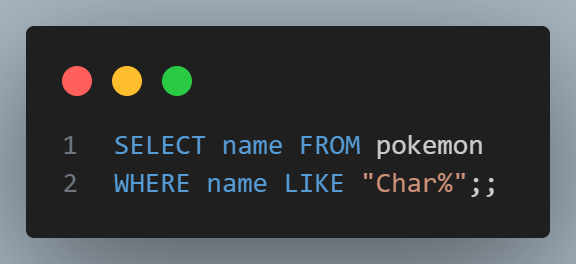 1 SELECT name FROM pokemon
2 WHERE name LIKE "Char%";;